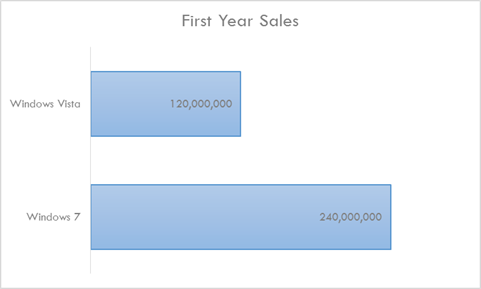 First Year Sales
Windows Vista
120,000,000
Windows 7
240,000,000